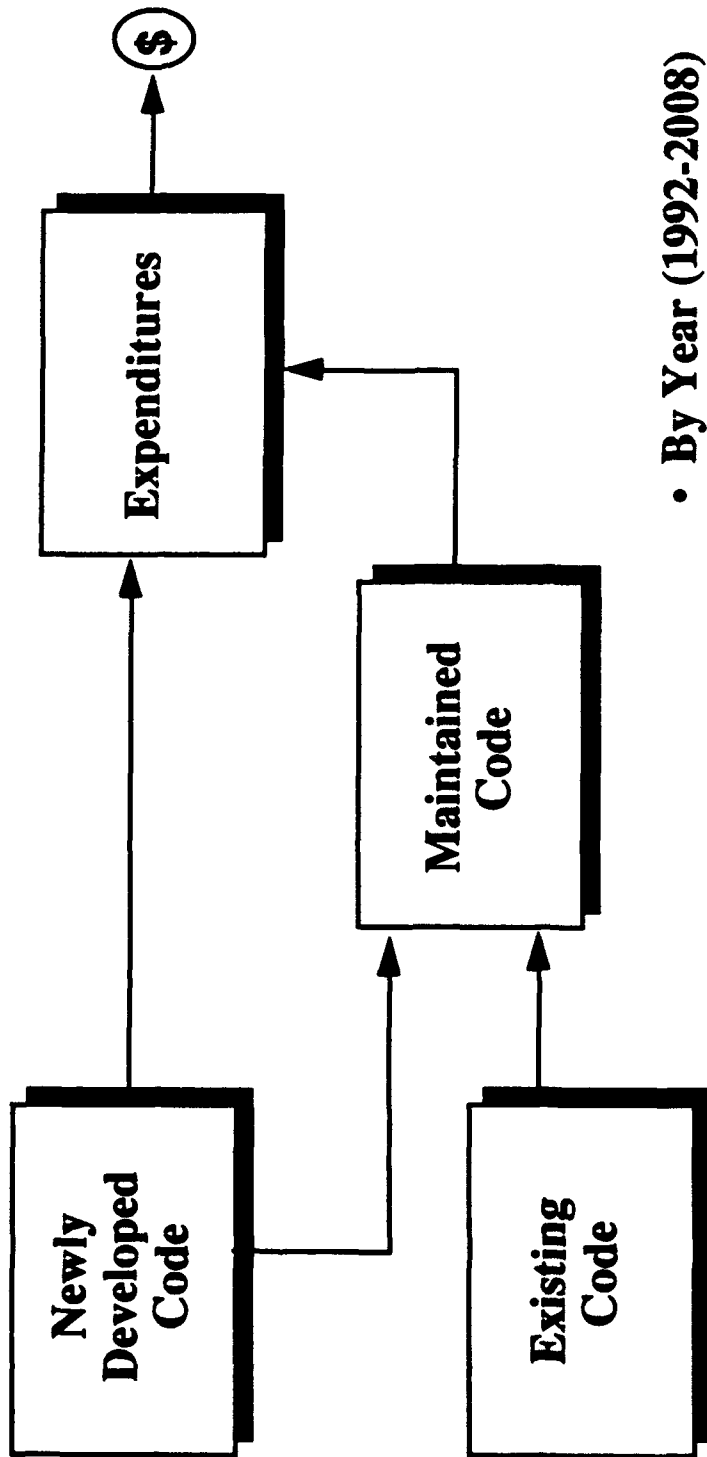 Newly
Developed
Code
Expenditures
$
Maintained
Code
Existing
Code
• By Year (1992-2008)